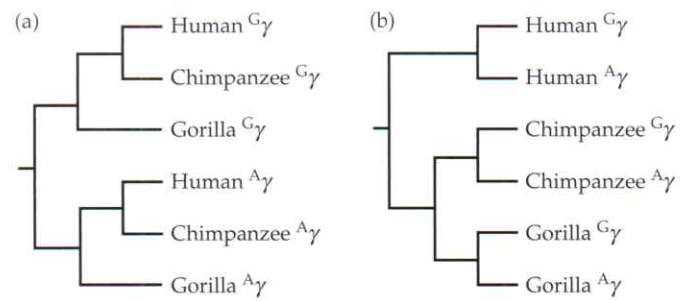 (a)
Human Gγ
Chimpanzee Gγ
Gorilla Gγ
Human Aγ
Chimpanzee Aγ
Gorilla Aγ
(b)
Human Gγ
Human Aγ
Chimpanzee Gγ
Chimpanzee Aγ
Gorilla Gγ
Gorilla Aγ